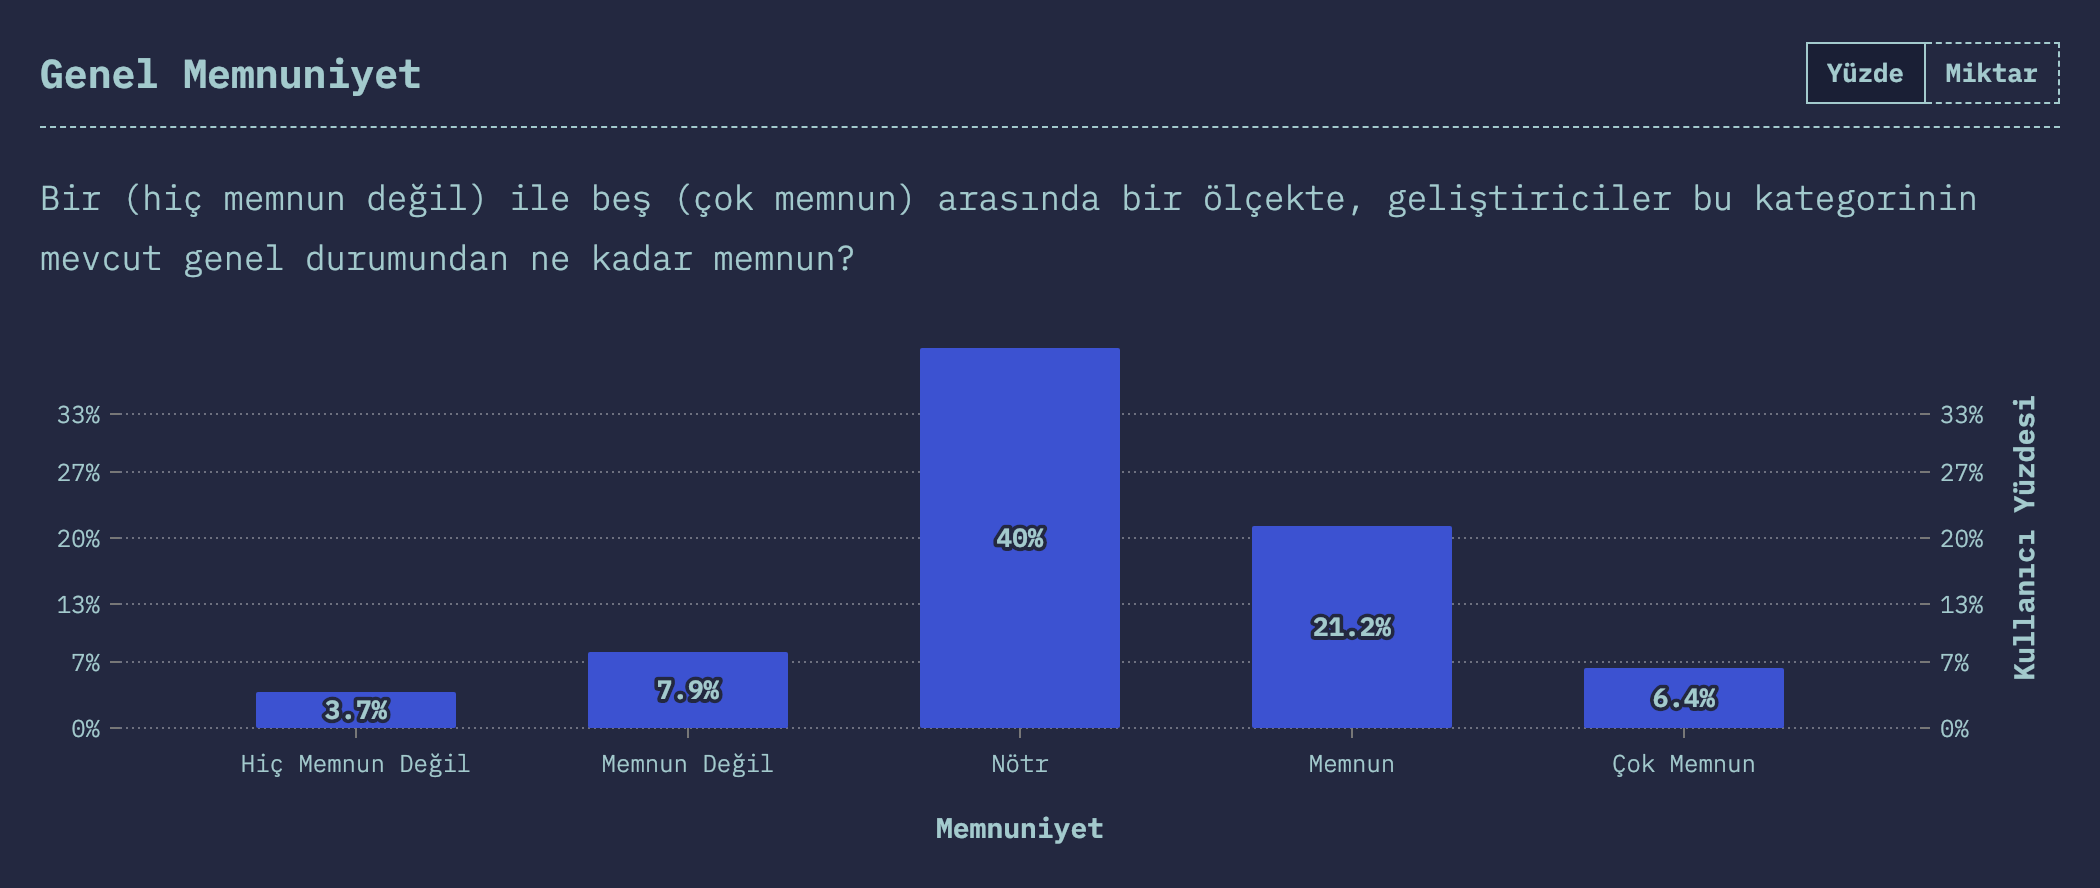 Genel Memnuniyet
Yüzde Miktar
Bir (hiç memnun değil) ile beş (çok memnun) arasında bir ölçekte, geliştiriciler bu kategorinin
mevcut genel durumundan ne kadar memnun?
33% 33%
27% 27%
20% 20%
13% 13%
7% 7%
0% 0%
Kullanıcı Yüzdesi
3.7% 7.9% 40% 21.2% 6.4%
Hiç Memnun Değil Memnun Değil Nötr Memnun Çok Memnun
Memnuniyet